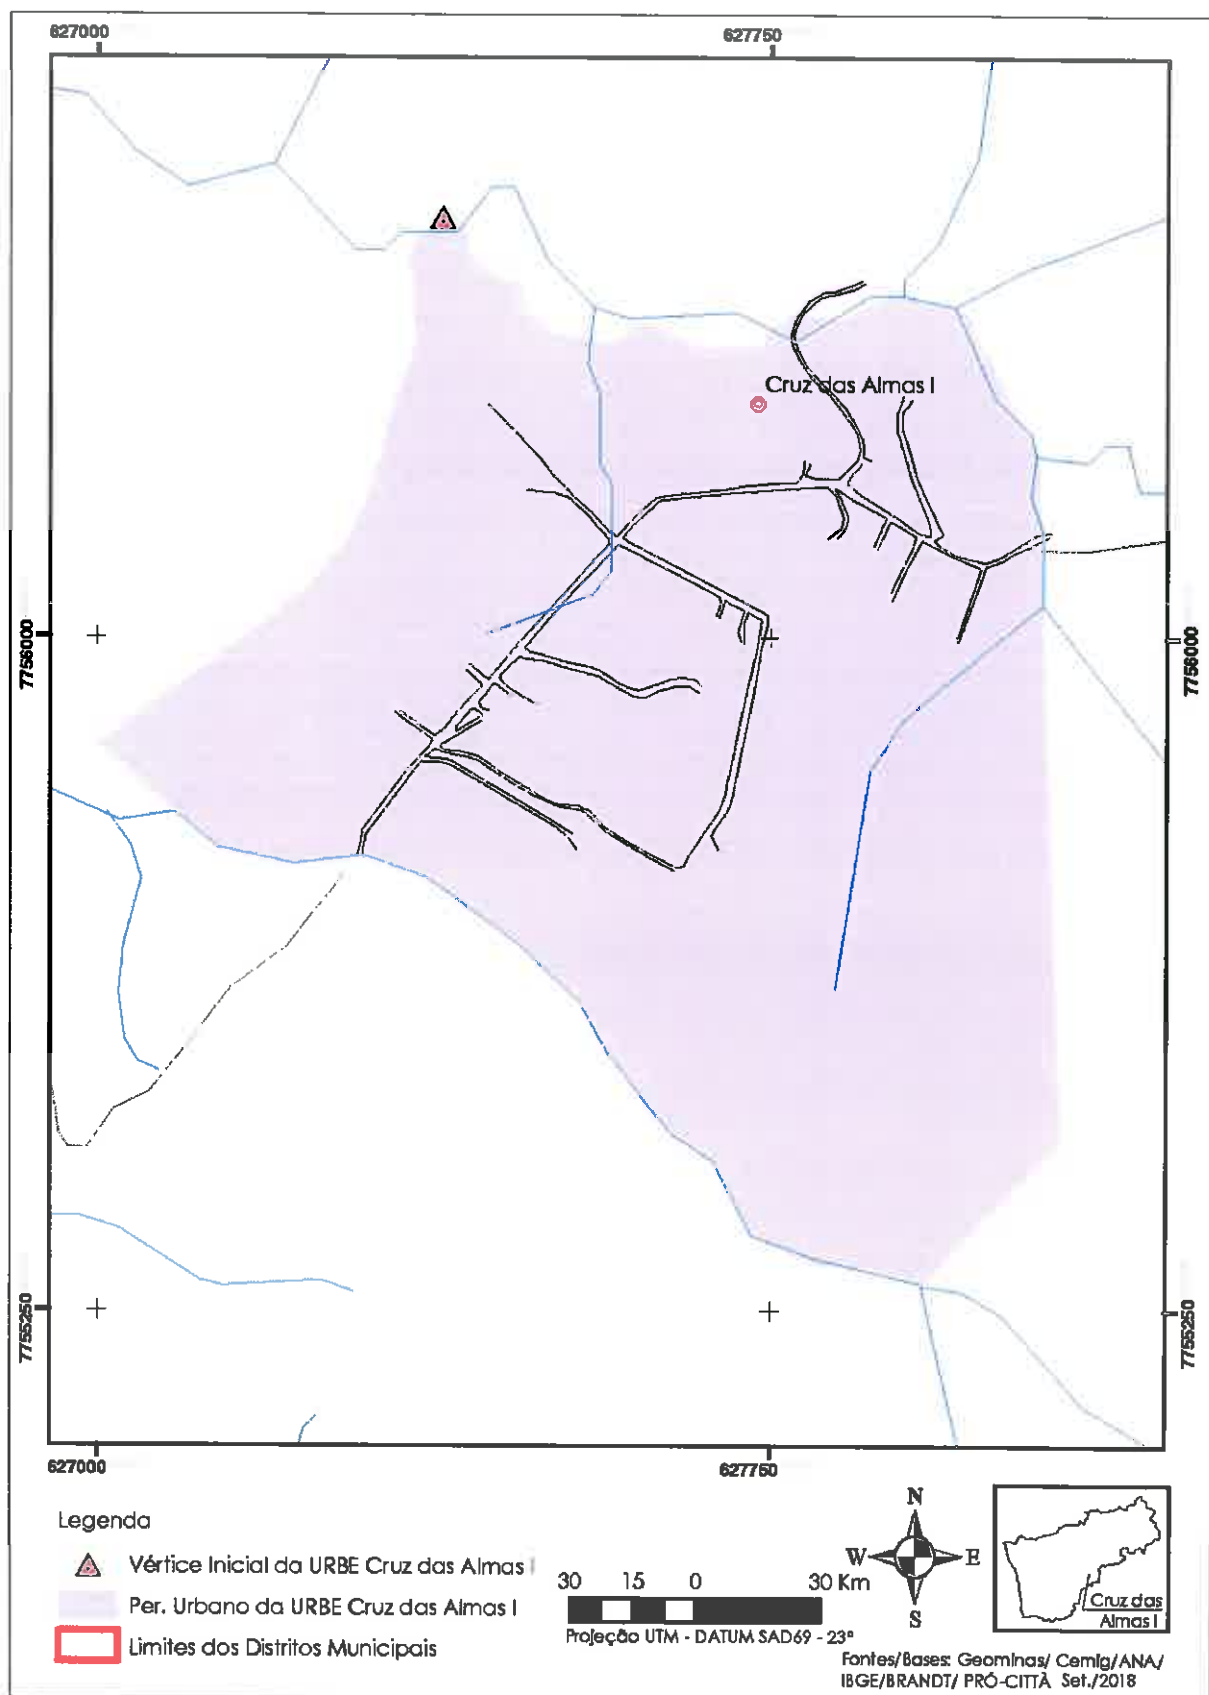 627000 627750
Cruz das Almas I
7756000 7756000
7755250 7755250
627000 627750
Legenda
Vértice Inicial da URBE Cruz das Almas I
Per. Urbano da URBE Cruz das Almas I
Limites dos Distritos Municipais
30 15 0 30 Km
Projeção UTM - DATUM SAD69 - 23º
N
W E
S
Cruz das
Almas I
Fontes/Bases: Geominas/ Cemig/ANA/
IBGE/BRANDT/ PRÓ-CITTÀ Set./2018